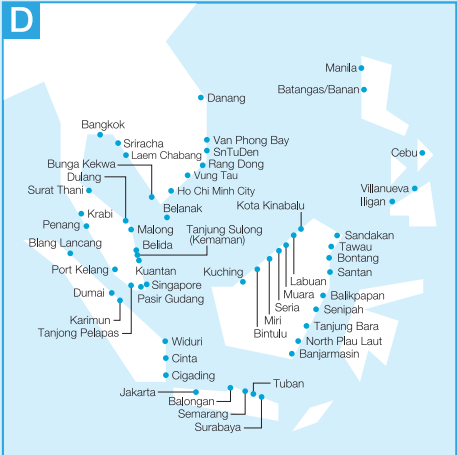 D
Manila
Batangas/Banan
Danang
Bangkok
Sriracha
Laem Chabang
Van Phong Bay
SnTuDen
Rang Dong
Vung Tau
Ho Chi Minh City
Cebu
Bunga Kekwa
Dulang
Surat Thani
Villanueva
Iligan
Krabi
Penang
Belanak
Kota Kinabalu
Malong
Tanjung Sulong
(Kemaman)
Blang Lancang
Belida
Sandakan
Tawau
Bontang
Santan
Port Kelang
Kuantan
Kuching
Labuan
Muara
Seria
Miri
Bintulu
Dumai
Singapore
Pasir Gudang
Karimun
Tanjong Pelapas
Balikpapan
Senipah
Tanjung Bara
North Plau Laut
Banjarmasin
Widuri
Cinta
Cigading
Jakarta
Balongan
Semarang
Surabaya
Tuban